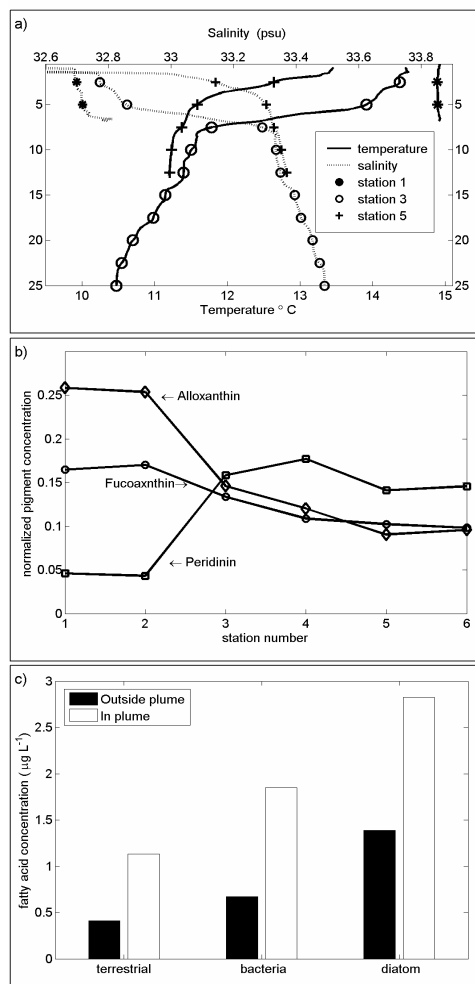 a)
Salinity (psu)
32.6 32.8 33 33.2 33.4 33.6 33.8
5 5
10 10
15 15
20 20
25 25
temperature
salinity
station 1
station 3
station 5
10 11 12 13 14 15
Temperature ° C
b)
normalized pigment concentration
0.25
0.2
0.15
0.1
0.05
0
← Alloxanthin
Fucoaxnthin→
← Peridinin
1 2 3 4 5 6
station number
c)
fatty acid concentration (μg L-1)
3
2.5
2
1.5
1
0.5
0
Outside plume
In plume
terrestrial bacteria diatom